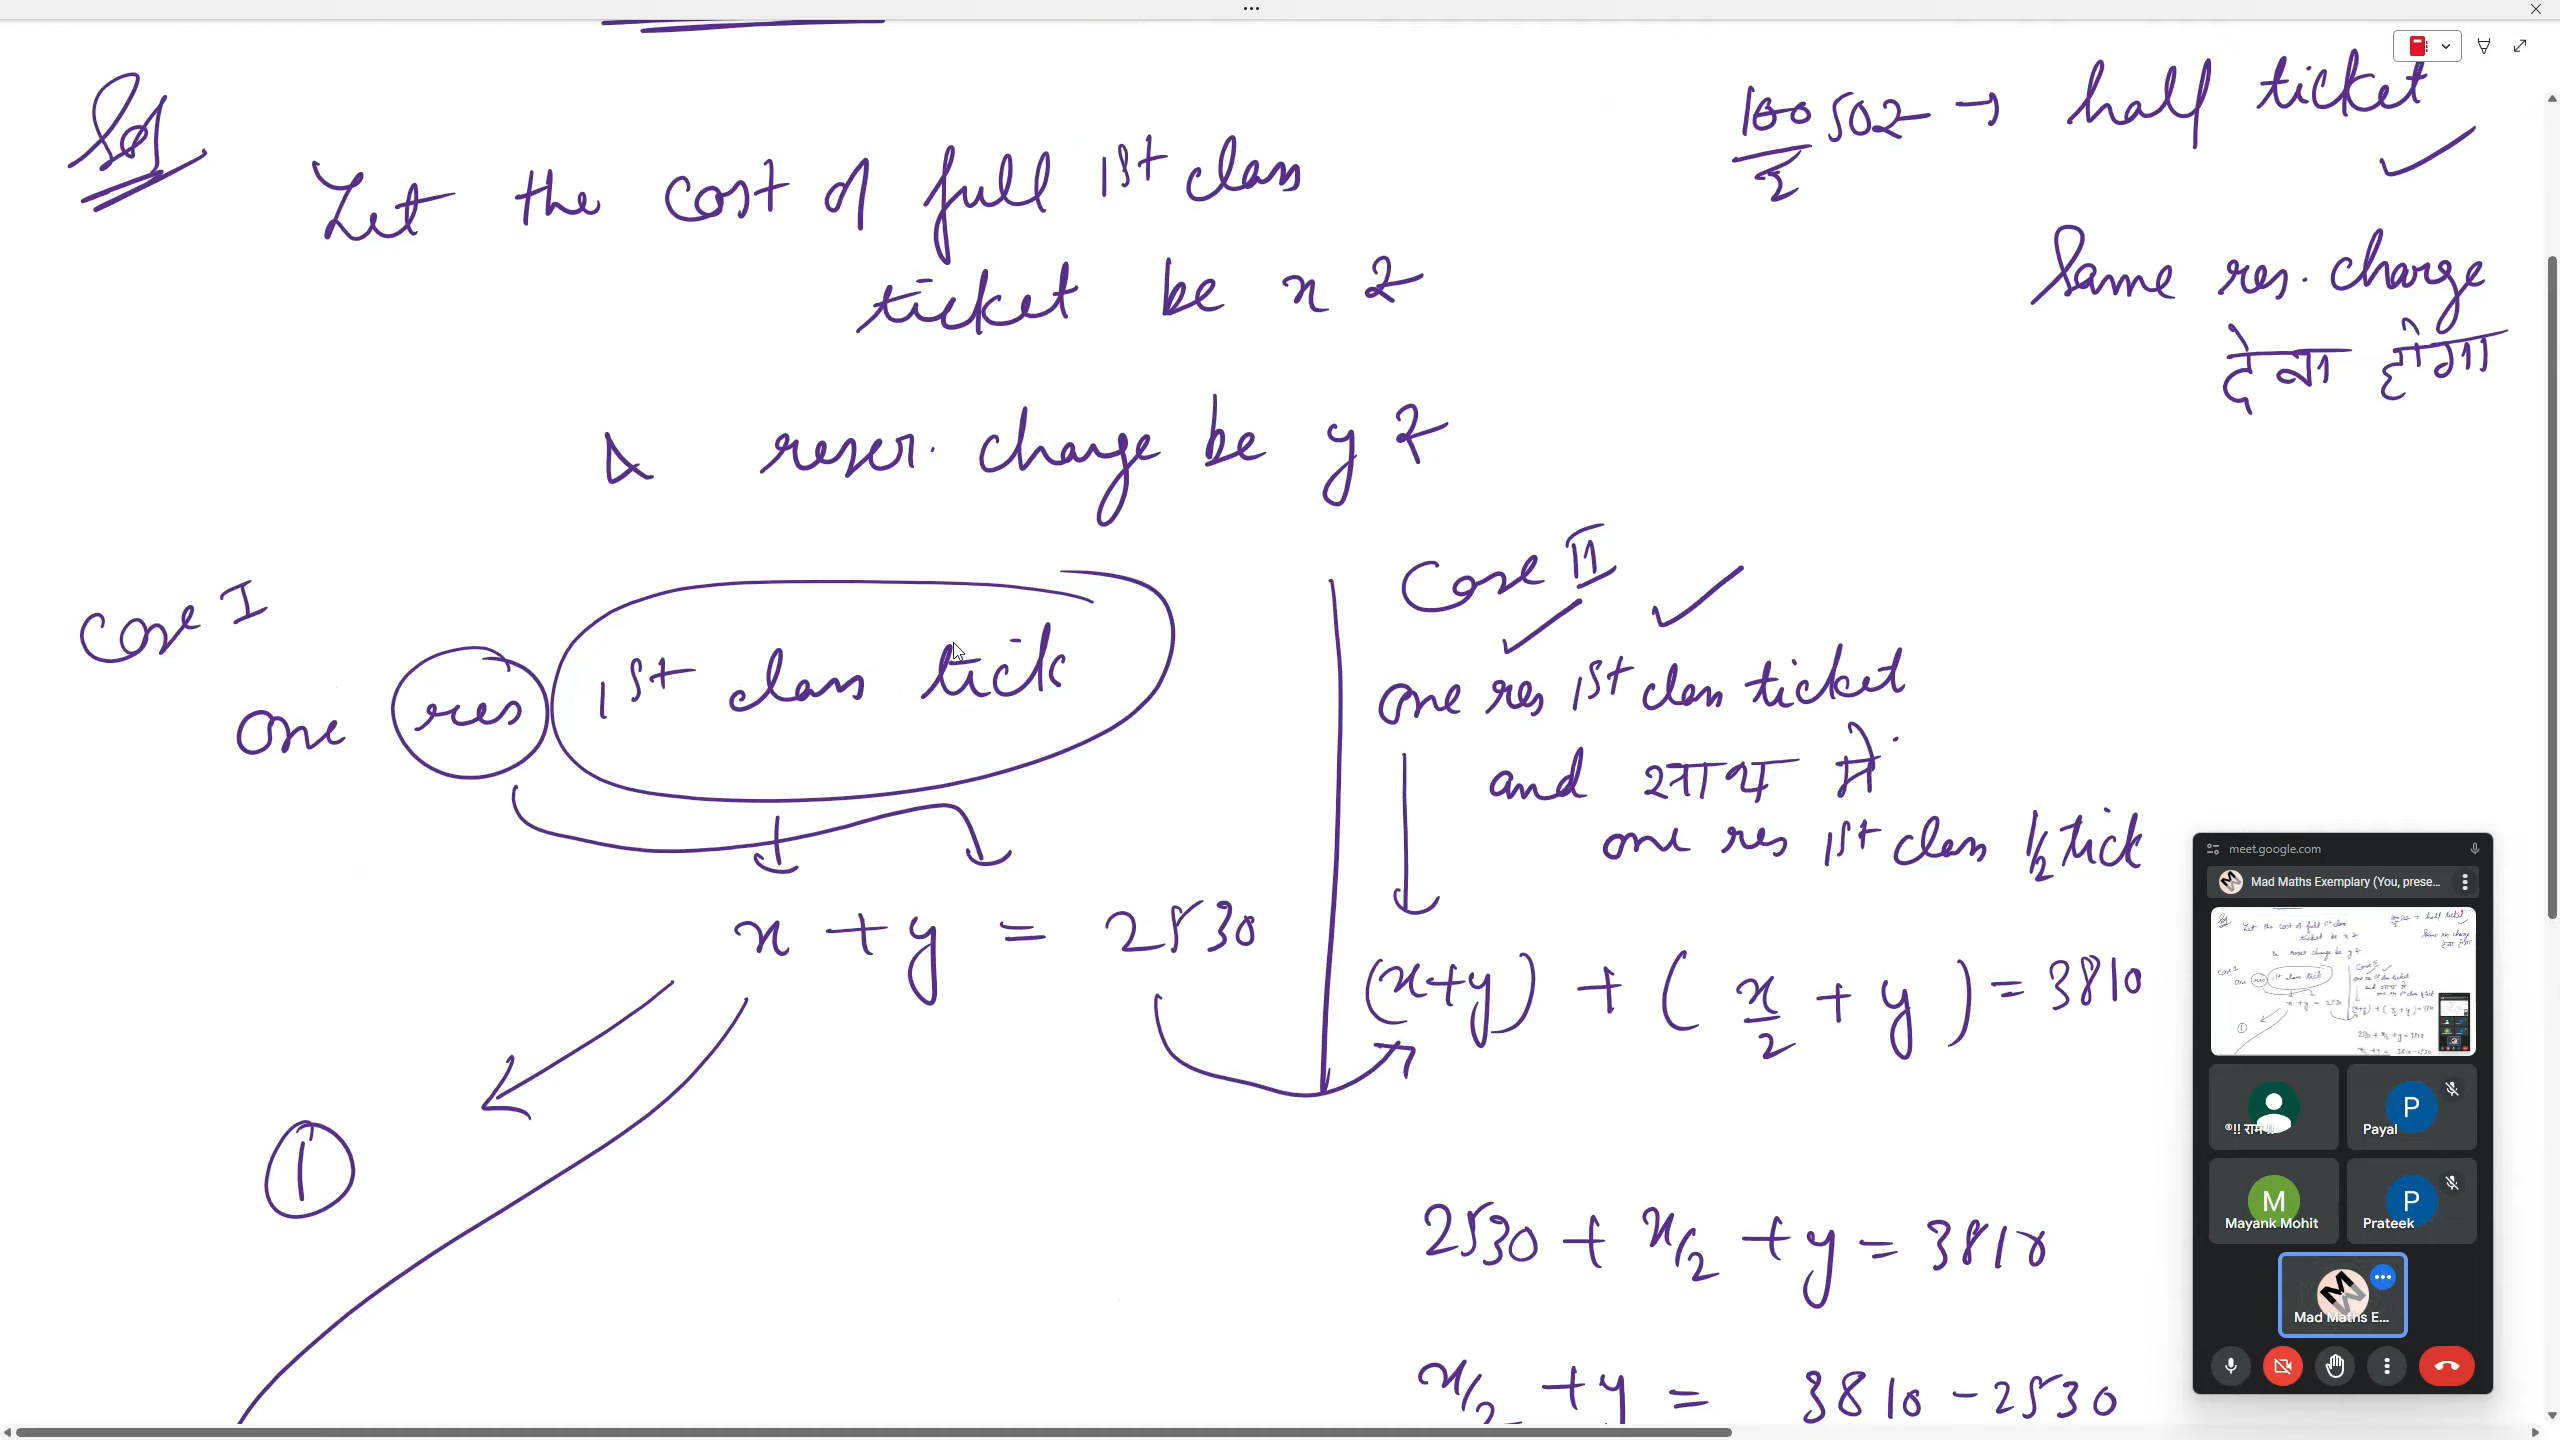 Sol
100/2 50₹ → half ticket
Let the cost of full 1st class
ticket be x ₹
Same res. charge
देना होगा
& reser. charge be y ₹
Case I
one res 1st class tick
x + y = 2530
1
Case II
one res 1st class ticket
and साथ में
one res 1st class 1/2 tick
(x+y) + ( x/2 + y ) = 3810
2530 + x/2 + y = 3810
x/2 + y = 3810 - 2530
meet.google.com
Mad Maths Exemplary (You, prese...
Payal
Mayank Mohit
Prateek
Mad Maths E...
P
M
P